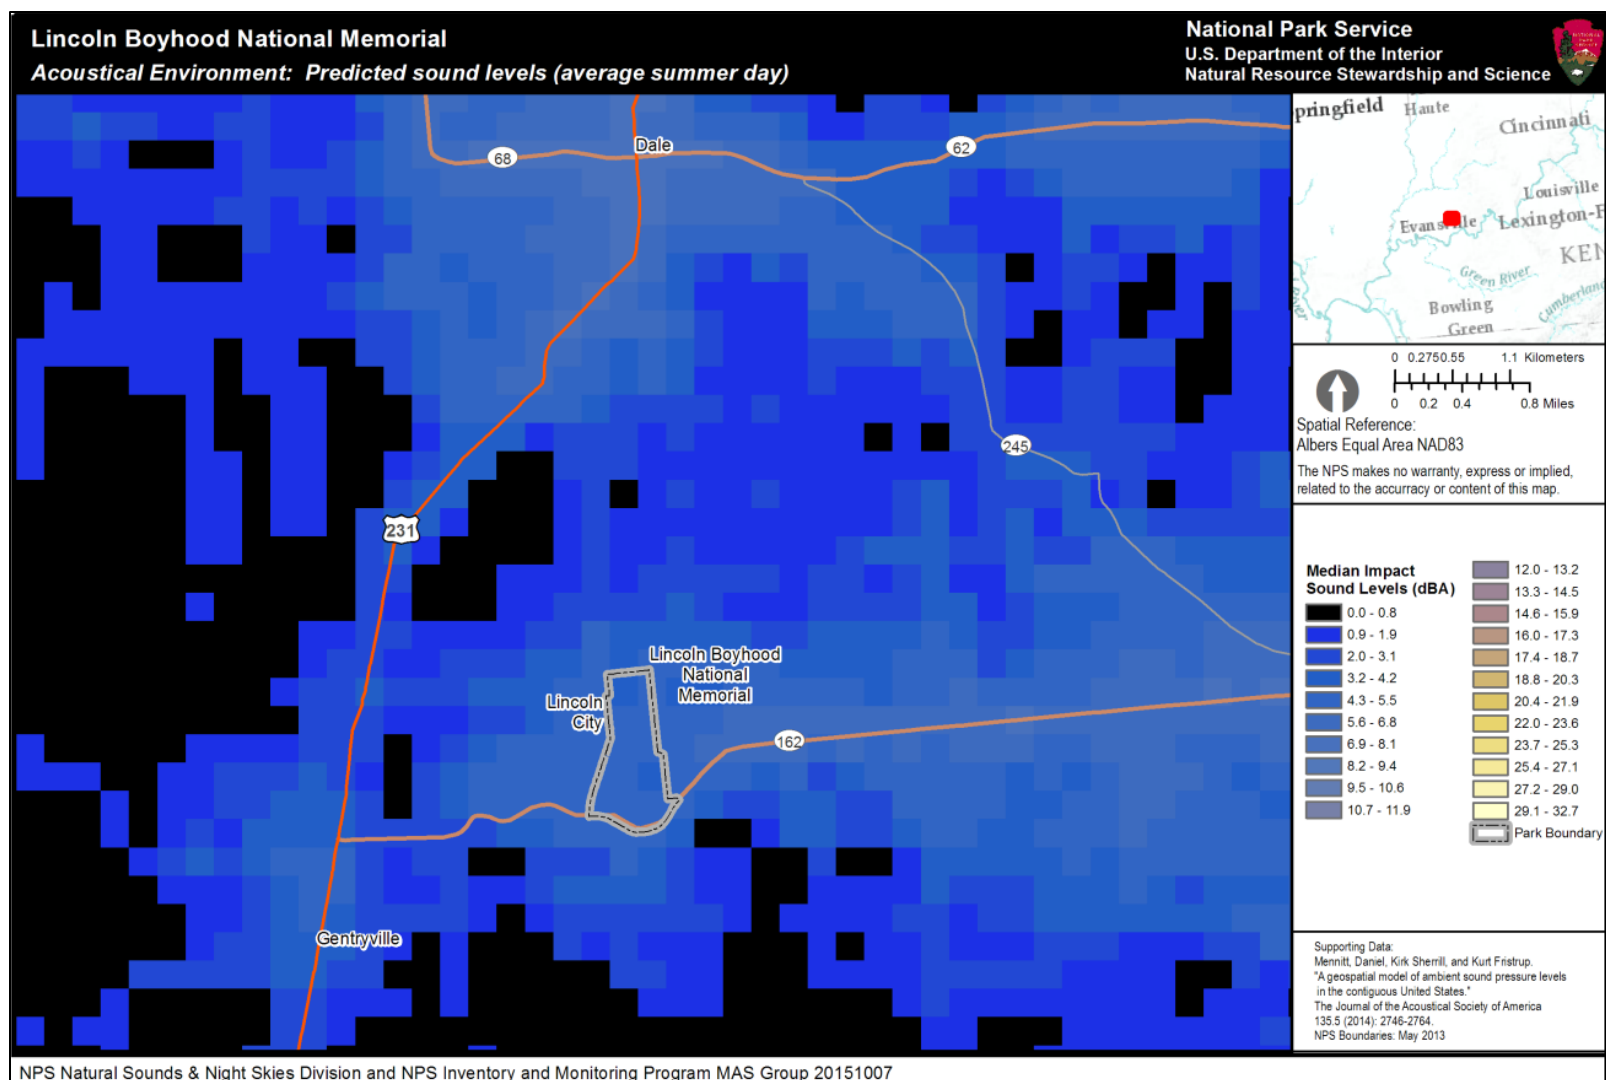 Lincoln Boyhood National Memorial
Acoustical Environment:  Predicted sound levels (average summer day)
National Park Service
U.S. Department of the Interior
Natural Resource Stewardship and Science
68
Dale
62
245
231
Lincoln Boyhood
National
Memorial
Lincoln
City
162
Gentryville
pringfield
Haute
Cincinnati
Louisville
Evansville
Lexington-F
KEN
Green River
Bowling
Green
Cumberland
0 0.275 0.55 1.1 Kilometers
0 0.2 0.4 0.8 Miles
Spatial Reference:
Albers Equal Area NAD83
The NPS makes no warranty, express or implied,
related to the accurracy or content of this map.
Median Impact
Sound Levels (dBA)
0.0 - 0.8
0.9 - 1.9
2.0 - 3.1
3.2 - 4.2
4.3 - 5.5
5.6 - 6.8
6.9 - 8.1
8.2 - 9.4
9.5 - 10.6
10.7 - 11.9
12.0 - 13.2
13.3 - 14.5
14.6 - 15.9
16.0 - 17.3
17.4 - 18.7
18.8 - 20.3
20.4 - 21.9
22.0 - 23.6
23.7 - 25.3
25.4 - 27.1
27.2 - 29.0
29.1 - 32.7
Park Boundary
Supporting Data:
Mennitt, Daniel, Kirk Sherrill, and Kurt Fristrup.
"A geospatial model of ambient sound pressure levels
in the contiguous United States."
The Journal of the Acoustical Society of America
135.5 (2014): 2746-2764.
NPS Boundaries: May 2013
NPS Natural Sounds & Night Skies Division and NPS Inventory and Monitoring Program MAS Group 20151007